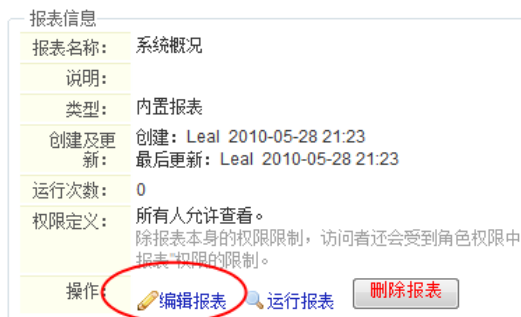 报表信息
报表名称： 系统概况
说明：
类型： 内置报表
创建及更新： 创建：Leal 2010-05-28 21:23
最后更新：Leal 2010-05-28 21:23
运行次数： 0
权限定义： 所有人允许查看。
除报表本身的权限限制，访问者还会受到角色权限中
报表"权限的限制。
操作： 编辑报表 运行报表 删除报表